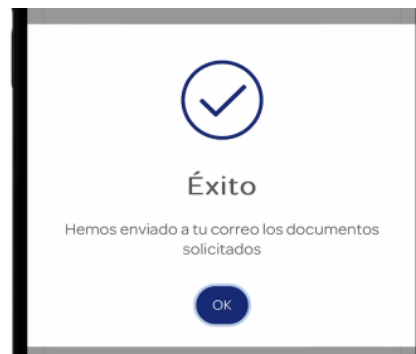 Éxito
Hemos enviado a tu correo los documentos
solicitados
OK